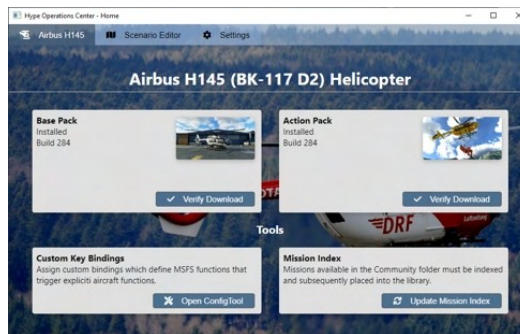 Hype Operations Center - Home
Airbus H145 Scenario Editor Settings
Airbus H145 (BK-117 D2) Helicopter
Base Pack
Installed
Build 284
Verify Download
Action Pack
Installed
Build 284
Verify Download
DRF
Luftrettung
Tools
Custom Key Bindings
Assign custom bindings which define MSFS functions that
trigger expliciti aircraft functions.
Open ConfigTool
Mission Index
Missions available in the Community folder must be indexed
and subsequently placed into the library.
Update Mission Index